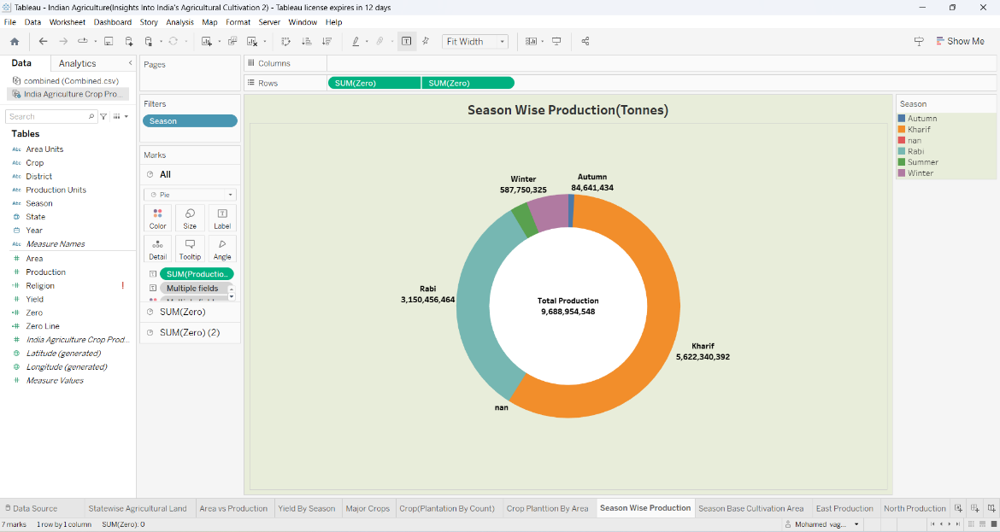 Tableau - Indian Agriculture(Insights Into India's Agricultural Cultivation 2) - Tableau license expires in 12 days
File Data Worksheet Dashboard Story Analysis Map Format Server Window Help
Fit Width
Show Me
Data Analytics
combined (Combined.csv)
India Agriculture Crop Pro...
Search
Tables
Abc Area Units
Abc Crop
Abc District
Abc Production Units
Abc Season
State
Year
Abc Measure Names
# Area
# Production
Religion !
# Yield
Zero
Zero Line
# India Agriculture Crop Prod...
Latitude (generated)
Longitude (generated)
# Measure Values
Pages
Filters
Season
Marks
All
Pie
Color Size Label
Detail Tooltip Angle
SUM(Productio..
Multiple fields
SUM(Zero)
SUM(Zero) (2)
Columns
Rows SUM(Zero) SUM(Zero)
Season Wise Production(Tonnes)
Autumn
84,641,434
Winter
587,750,325
Rabi
3,150,456,464
Total Production
9,688,954,548
Kharif
5,622,340,392
nan
Season
Autumn
Kharif
nan
Rabi
Summer
Winter
Data Source Statewise Agricultural Land Area vs Production Yield By Season Major Crops Crop(Plantation By Count) Crop Planttion By Area Season Wise Production Season Base Cultivation Area East Production North Production
7 marks 1 row by 1 column SUM(Zero): 0 Mohamed vag...